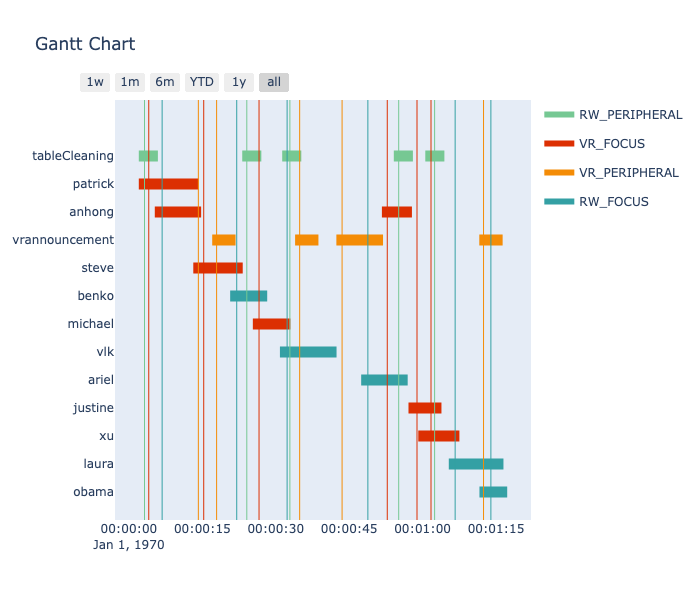 Gantt Chart
1w 1m 6m YTD 1y all
RW_PERIPHERAL
VR_FOCUS
VR_PERIPHERAL
RW_FOCUS
tableCleaning
patrick
anhong
vrannouncement
steve
benko
michael
vlk
ariel
justine
xu
laura
obama
00:00:00 00:00:15 00:00:30 00:00:45 00:01:00 00:01:15
Jan 1, 1970